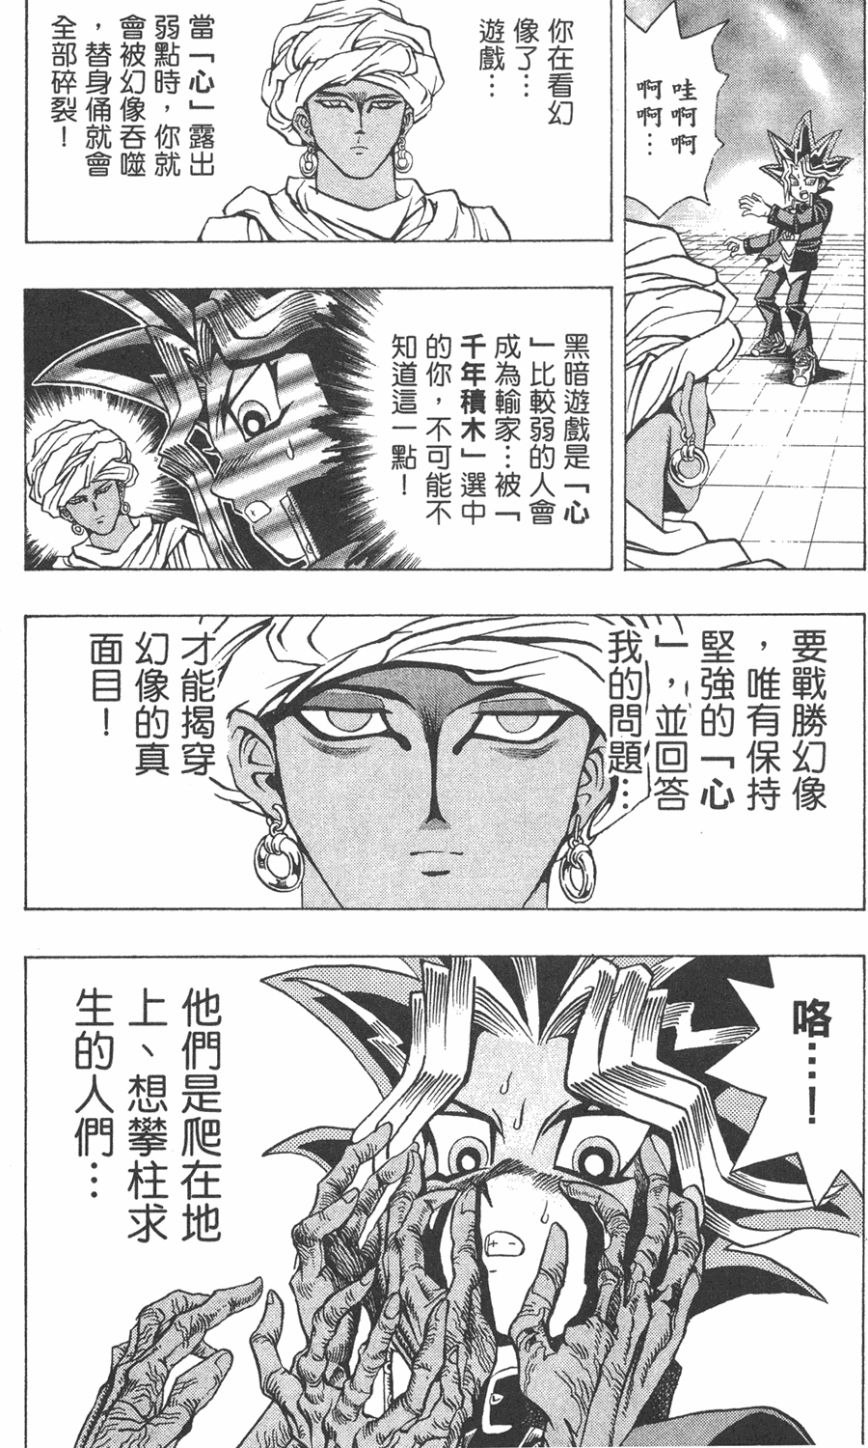 哇啊啊
啊啊…
你在看幻
像了…
遊戲…
當「心」露出
弱點時，你就
會被幻像吞噬
，替身俑就會
全部碎裂！
黑暗遊戲是「心
」比較弱的人會
成為輸家…被「
千年積木」選中
的你，不可能不
知道這一點！
要戰勝幻像
，唯有保持
堅強的「心
」，並回答
我的問題…
才能揭穿
幻像的真
面目！
咯…！
他們是爬在地
上、想攀柱求
生的人們…